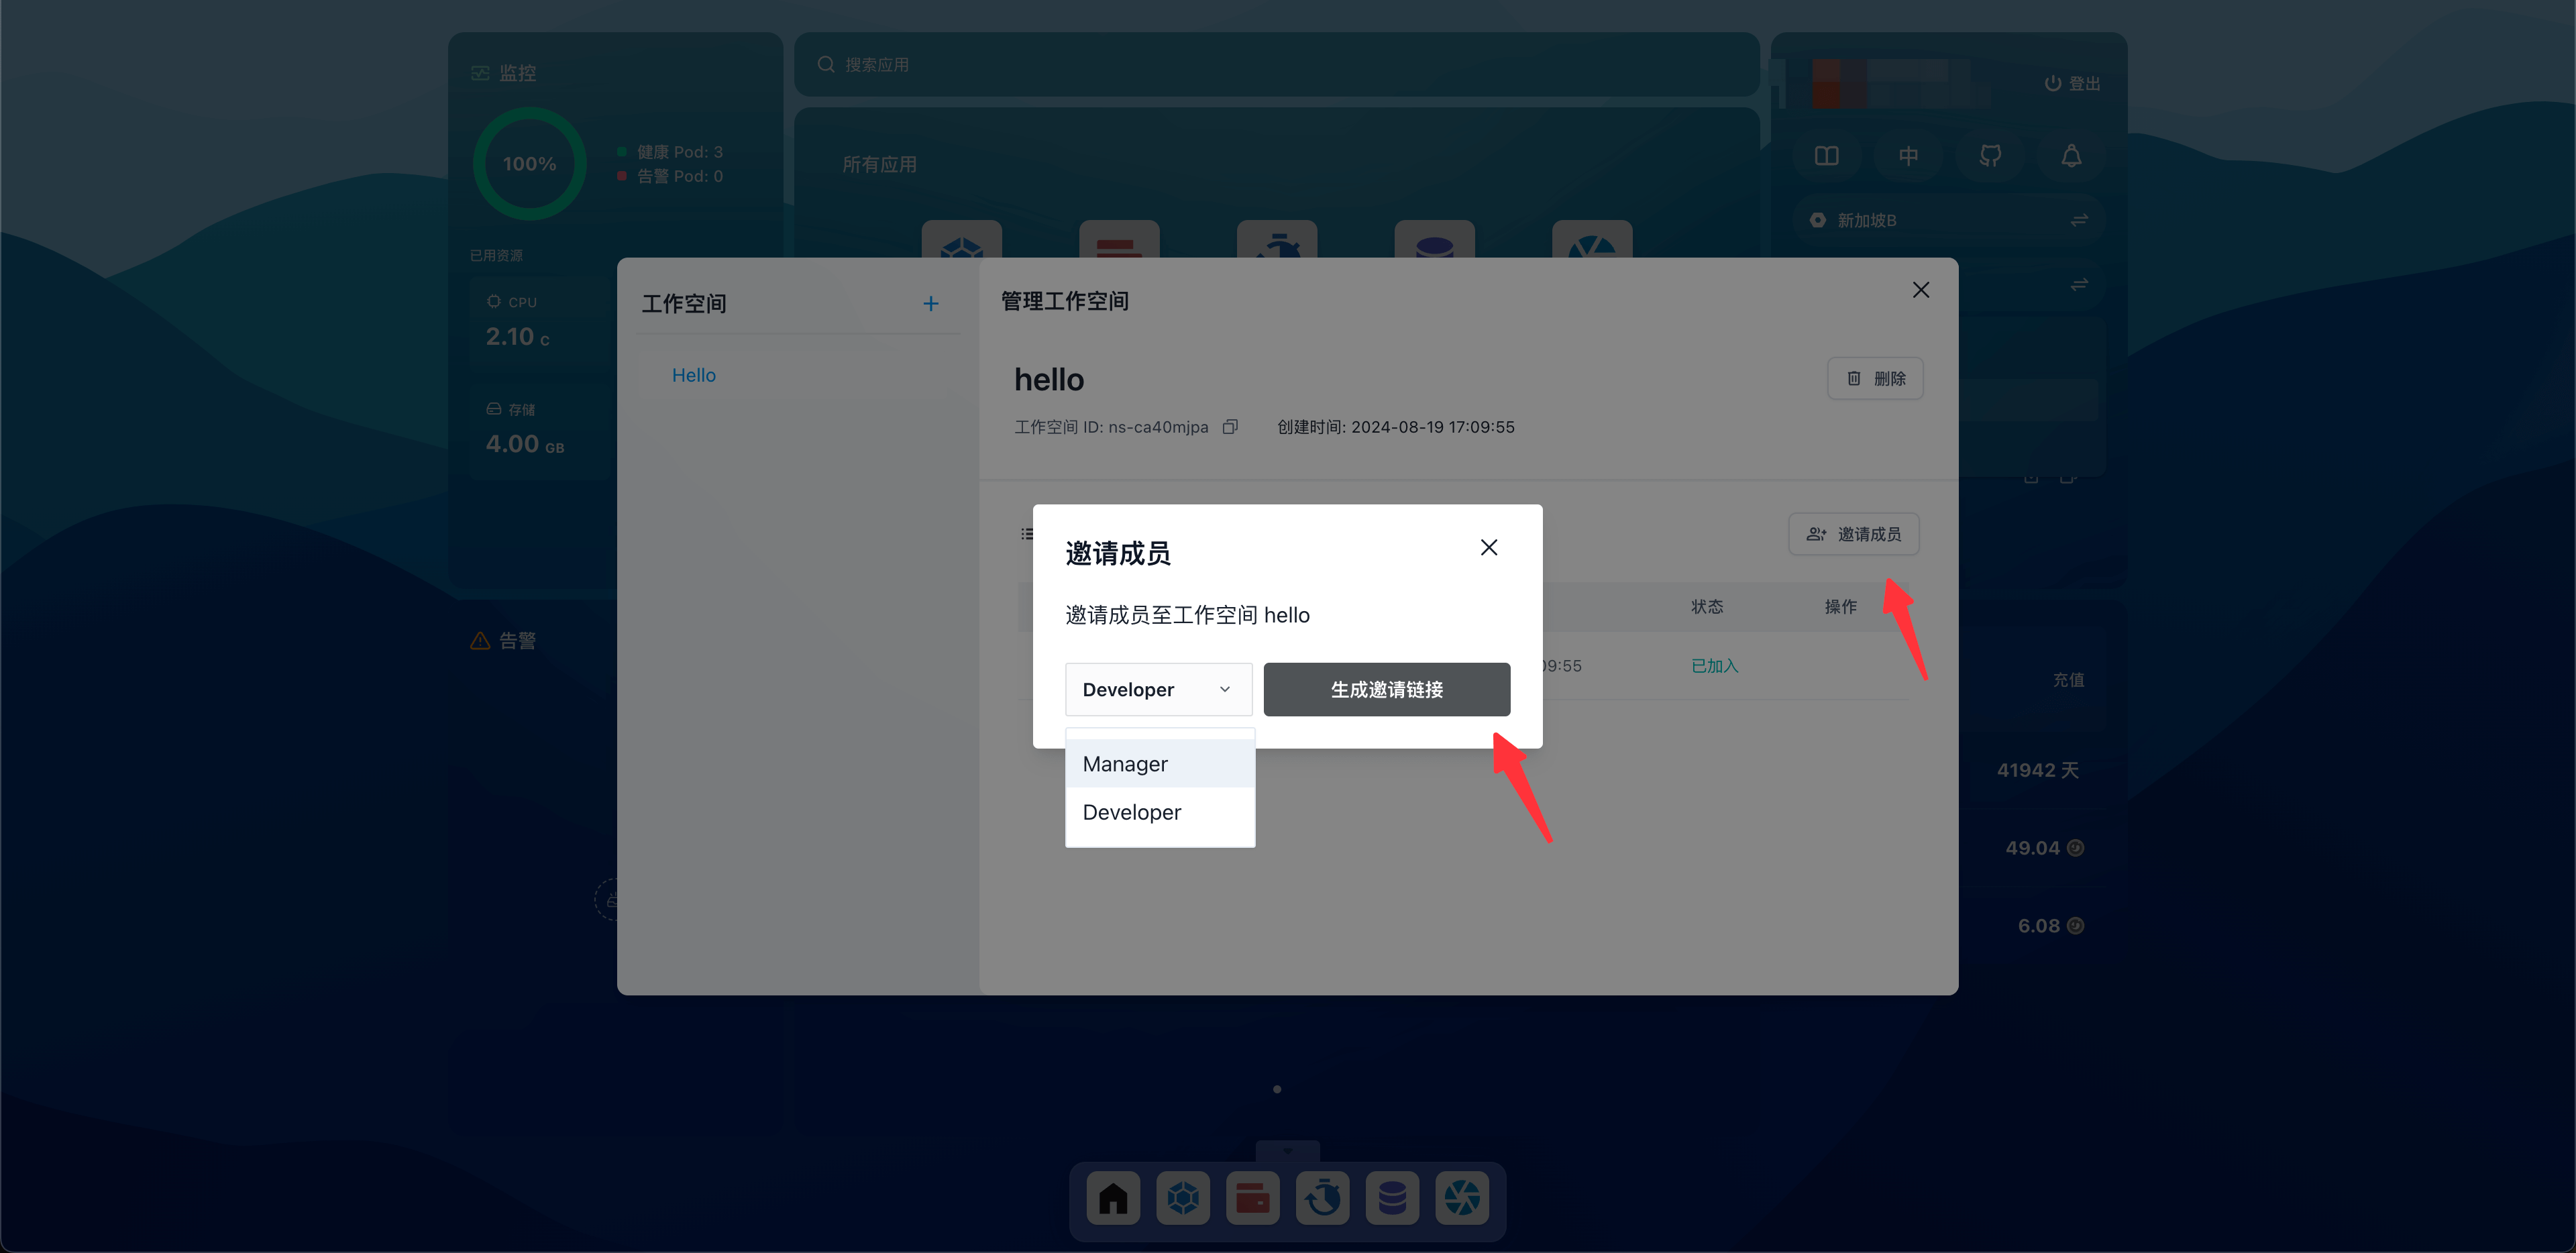 监控
100%
健康 Pod: 3
告警 Pod: 0
已用资源
CPU
2.10 C
存储
4.00 GB
告警
搜索应用
所有应用
登出
中
新加坡B
工作空间
Hello
管理工作空间
hello
删除
工作空间 ID: ns-ca40mjpa
创建时间: 2024-08-19 17:09:55
邀请成员
状态
操作
09:55
已加入
邀请成员
邀请成员至工作空间 hello
Developer
生成邀请链接
Manager
Developer
充值
41942 天
49.04
6.08